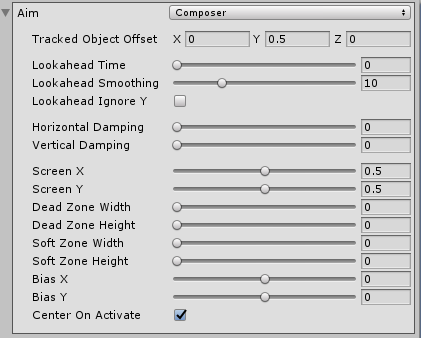 Aim Composer
Tracked Object Offset X 0 Y 0.5 Z 0
Lookahead Time 0
Lookahead Smoothing 10
Lookahead Ignore Y
Horizontal Damping 0
Vertical Damping 0
Screen X 0.5
Screen Y 0.5
Dead Zone Width 0
Dead Zone Height 0
Soft Zone Width 0
Soft Zone Height 0
Bias X 0
Bias Y 0
Center On Activate